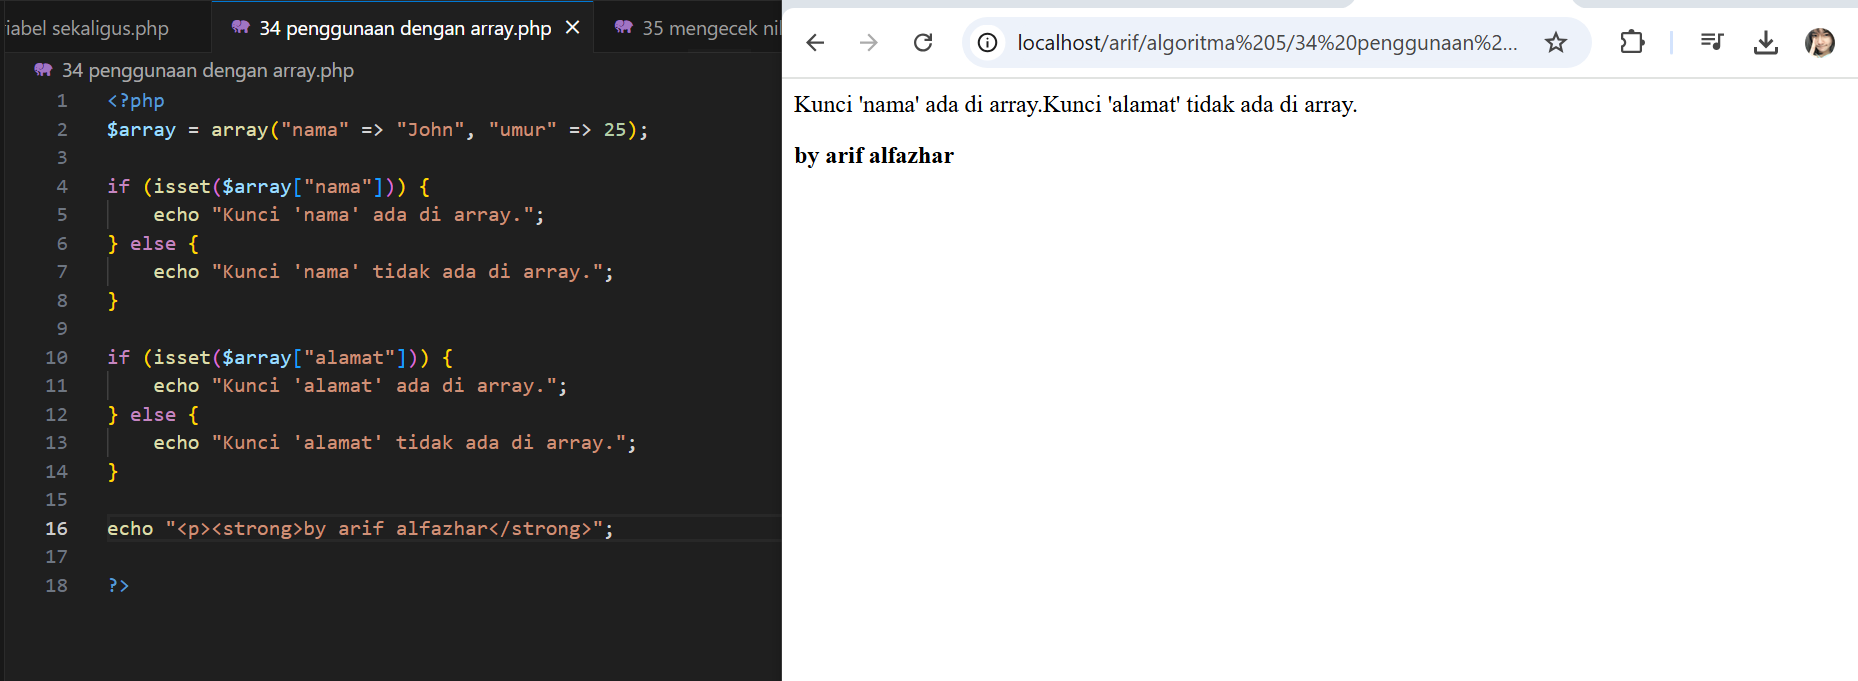 iabel sekaligus.php
34 penggunaan dengan array.php
35 mengecek nil
34 penggunaan dengan array.php
1 <?php
2 $array = array("nama" => "John", "umur" => 25);
3
4 if (isset($array["nama"])) {
5 echo "Kunci 'nama' ada di array.";
6 } else {
7 echo "Kunci 'nama' tidak ada di array.";
8 }
9
10 if (isset($array["alamat"])) {
11 echo "Kunci 'alamat' ada di array.";
12 } else {
13 echo "Kunci 'alamat' tidak ada di array.";
14 }
15
16 echo "<p><strong>by arif alfazhar</strong>";
17
18 ?>
localhost/arif/algoritma%205/34%20penggunaan%2...
Kunci 'nama' ada di array.Kunci 'alamat' tidak ada di array.
by arif alfazhar